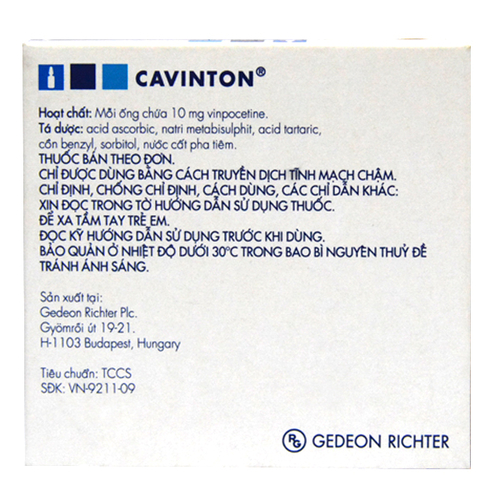 CAVINTON®
Hoạt chất: Mỗi ống chứa 10 mg vinpocetine.
Tá dược: acid ascorbic, natri metabisulphit, acid tartaric,
cồn benzyl, sorbitol, nước cất pha tiêm.
THUỐC BÁN THEO ĐƠN.
CHỈ ĐƯỢC DÙNG BẰNG CÁCH TRUYỀN DỊCH TĨNH MẠCH CHẬM.
CHỈ ĐỊNH, CHỐNG CHỈ ĐỊNH, CÁCH DÙNG, CÁC CHỈ DẪN KHÁC:
XIN ĐỌC TRONG TỜ HƯỚNG DẪN SỬ DỤNG THUỐC.
ĐỂ XA TẦM TAY TRẺ EM.
ĐỌC KỸ HƯỚNG DẪN SỬ DỤNG TRƯỚC KHI DÙNG.
BẢO QUẢN Ở NHIỆT ĐỘ DƯỚI 30°C TRONG BAO BÌ NGUYÊN THUỶ ĐỂ
TRÁNH ÁNH SÁNG.
Sản xuất tại:
Gedeon Richter Plc.
Gyömrői út 19-21.
H-1103 Budapest, Hungary
Tiêu chuẩn: TCCS
SĐK: VN-9211-09
RG GEDEON RICHTER